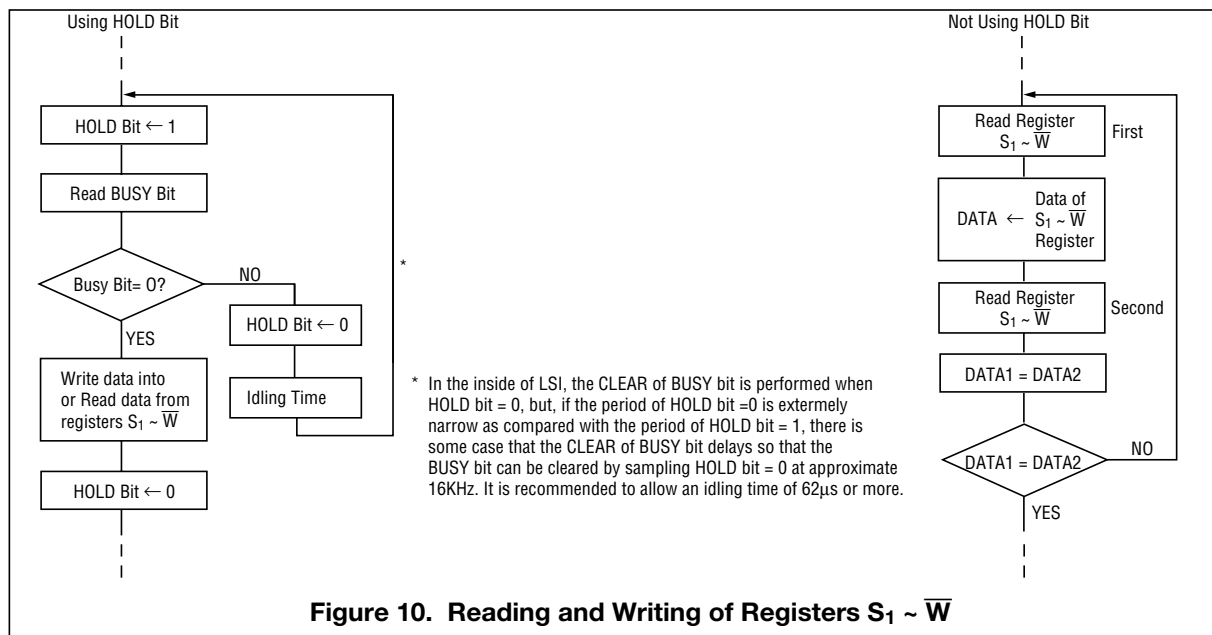 Using HOLD Bit
HOLD Bit ← 1
Read BUSY Bit
Busy Bit= O?
NO
YES
HOLD Bit ← 0
Idling Time
*
Write data into
or Read data from
registers S₁ ~ W̅
HOLD Bit ← 0
* In the inside of LSI, the CLEAR of BUSY bit is performed when
HOLD bit = 0, but, if the period of HOLD bit =0 is extermely
narrow as compared with the period of HOLD bit = 1, there is
some case that the CLEAR of BUSY bit delays so that the
BUSY bit can be cleared by sampling HOLD bit = 0 at approximate
16KHz. It is recommended to allow an idling time of 62µs or more.
Not Using HOLD Bit
Read Register
S₁ ~ W̅
First
DATA ← Data of
S₁ ~ W̅
Register
Read Register
S₁ ~ W̅
Second
DATA1 = DATA2
DATA1 = DATA2
NO
YES
Figure 10. Reading and Writing of Registers S₁ ~ W̅